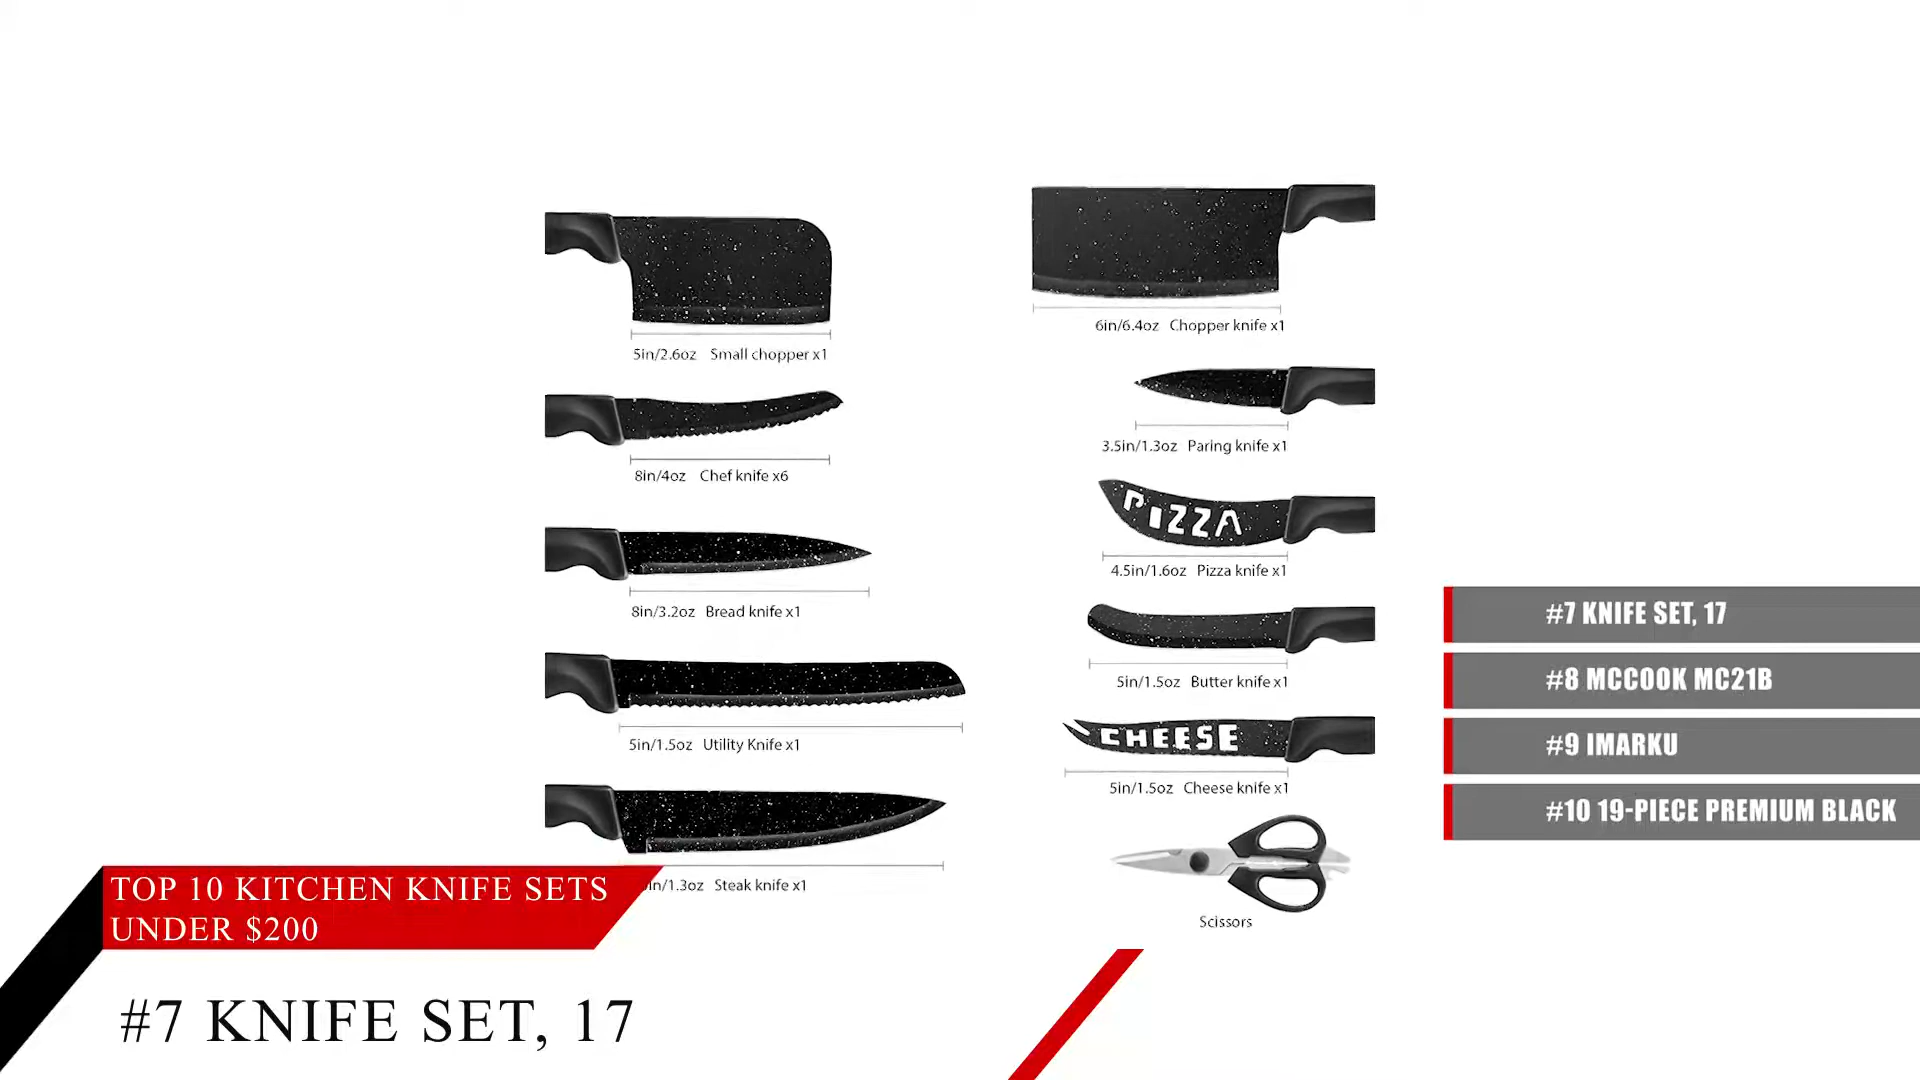 5in/2.6oz Small chopper x1
8in/4oz Chef knife x6
8in/3.2oz Bread knife x1
5in/1.5oz Utility Knife x1
in/1.3oz Steak knife x1
6in/6.4oz Chopper knife x1
3.5in/1.3oz Paring knife x1
PIZZA
4.5in/1.6oz Pizza knife x1
5in/1.5oz Butter knife x1
CHEESE
5in/1.5oz Cheese knife x1
Scissors
#7 KNIFE SET, 17
#8 MCCOOK MC21B
#9 IMARKU
#10 19-PIECE PREMIUM BLACK
TOP 10 KITCHEN KNIFE SETS
UNDER $200
#7 KNIFE SET, 17